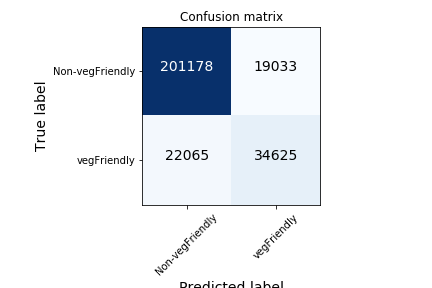 Confusion matrix
True label
Non-vegFriendly
201178 19033
vegFriendly
22065 34625
Non-vegFriendly
vegFriendly
Predicted label